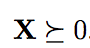 𝐗 ⪰ 0.